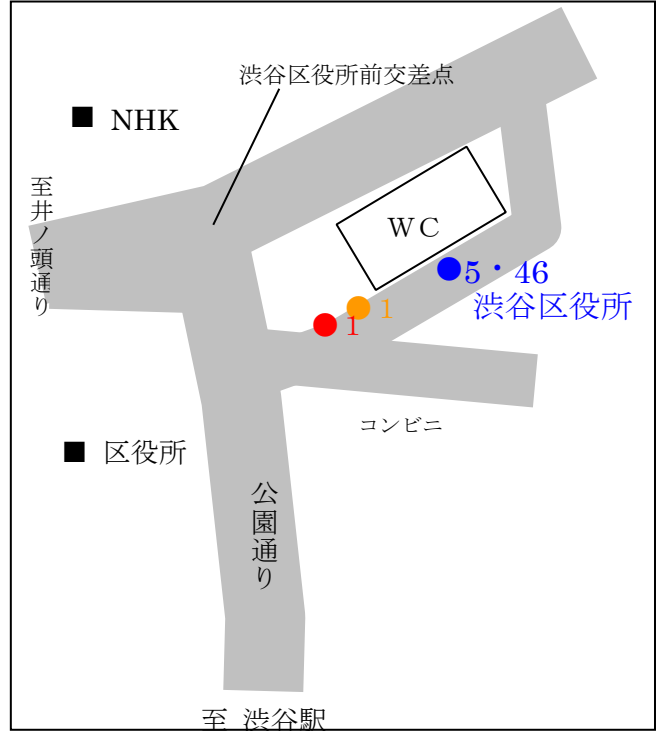 渋谷区役所前交差点
■ NHK
至井ノ頭通り
WC
5・46
渋谷区役所
1
1
コンビニ
■ 区役所
公園通り
至 渋谷駅